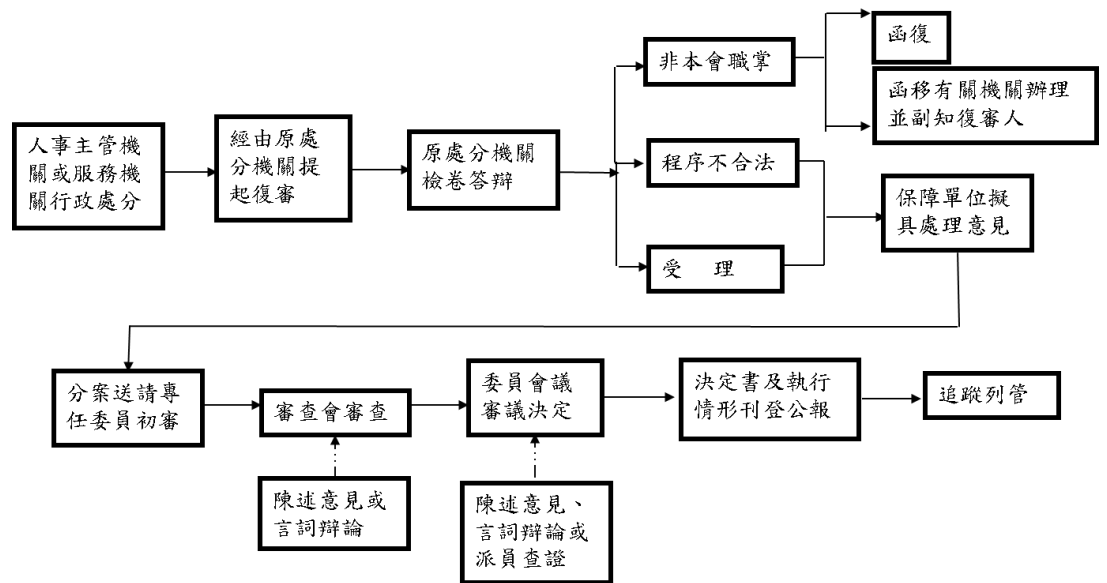 人事主管機
關或服務機
關行政處分
經由原處
分機關提
起復審
原處分機關
檢卷答辯
非本會職掌
函復
函移有關機關辦理
並副知復審人
程序不合法
受　理
保障單位擬
具處理意見
分案送請專
任委員初審
審查會審查
陳述意見或
言詞辯論
委員會議
審議決定
陳述意見、
言詞辯論或
派員查證
決定書及執行
情形刊登公報
追蹤列管